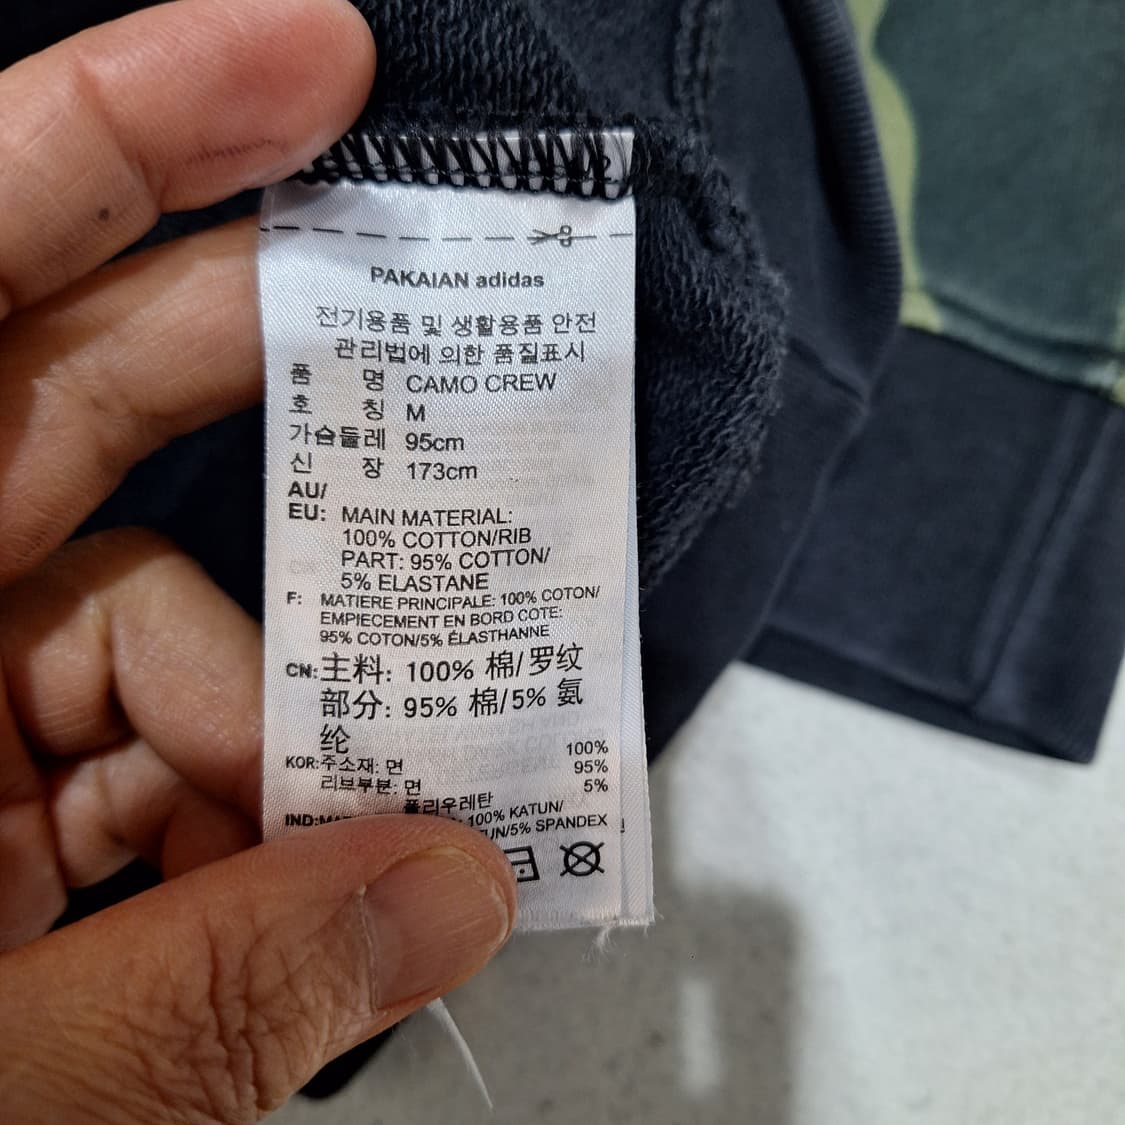 PAKAIAN adidas
전기용품 및 생활용품 안전
관리법에 의한 품질표시
품 명 CAMO CREW
호 칭 M
가슴둘레 95cm
신 장 173cm
AU/
EU: MAIN MATERIAL:
100% COTTON/RIB
PART: 95% COTTON/
5% ELASTANE
F: MATIERE PRINCIPALE: 100% COTON/
EMPIECEMENT EN BORD COTE:
95% COTON/5% ÉLASTHANNE
CN: 主料: 100% 棉/罗纹
部分: 95% 棉/5% 氨
纶
KOR: 주소재: 면 100%
리브부분: 면 95%
폴리우레탄 5%
IND: 100% KATUN/
5% SPANDEX